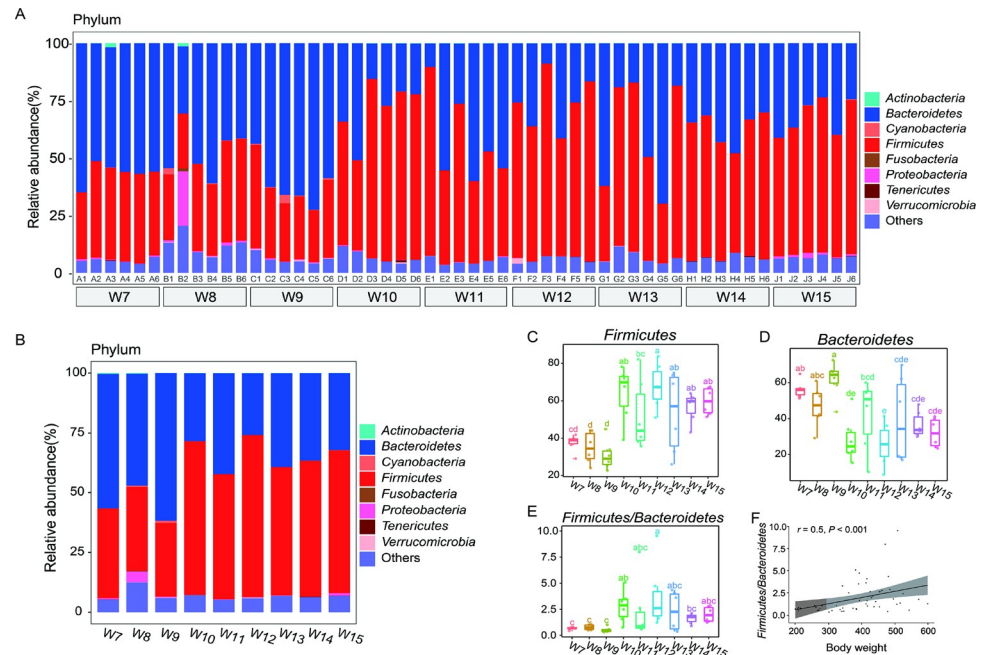 A
Phylum
Relative abundance(%)
100
75
50
25
0
A1 A2 A3 A4 A5 A6 B1 B2 B3 B4 B5 B6 C1 C2 C3 C4 C5 C6 D1 D2 D3 D4 D5 D6 E1 E2 E3 E4 E5 E6 F1 F2 F3 F4 F5 F6 G1 G2 G3 G4 G5 G6 H1 H2 H3 H4 H5 H6 J1 J2 J3 J4 J5 J6
W7 W8 W9 W10 W11 W12 W13 W14 W15
Actinobacteria
Bacteroidetes
Cyanobacteria
Firmicutes
Fusobacteria
Proteobacteria
Tenericutes
Verrucomicrobia
Others
B
Phylum
Relative abundance(%)
100
75
50
25
0
W7 W8 W9 W10 W11 W12 W13 W14 W15
Actinobacteria
Bacteroidetes
Cyanobacteria
Firmicutes
Fusobacteria
Proteobacteria
Tenericutes
Verrucomicrobia
Others
C
Firmicutes
80
60
40
20
cd d d ab bc a ab ab ab
W7 W8 W9 W10 W11 W12 W13 W14 W15
D
Bacteroidetes
60
40
20
ab abc a de bcd e cde cde cde
W7 W8 W9 W10 W11 W12 W13 W14 W15
E
Firmicutes/Bacteroidetes
10.0
7.5
5.0
2.5
0.0
c c c ab abc a abc bc abc
W7 W8 W9 W10 W11 W12 W13 W14 W15
F
Firmicutes/Bacteroidetes
r = 0.5, P < 0.001
10.0
7.5
5.0
2.5
0.0
200 300 400 500 600
Body weight